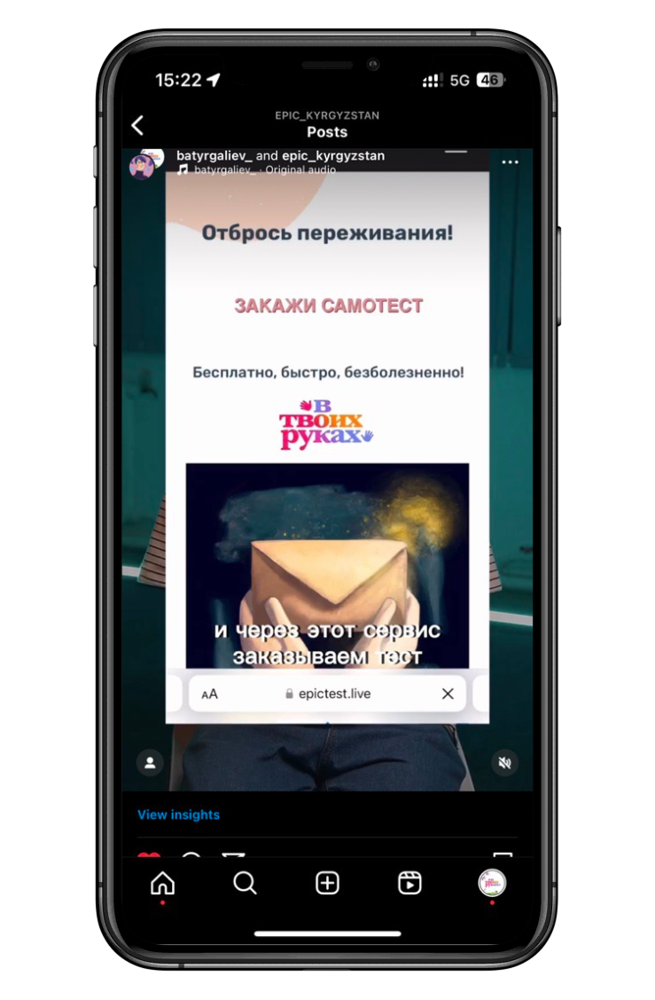 15:22
5G
46
EPIC_KYRGYZSTAN
Posts
batyrgaliev_ and epic_kyrgyzstan
batyrgaliev_ · Original audio
Отбрось переживания!
ЗАКАЖИ САМОТЕСТ
Бесплатно, быстро, безболезненно!
В
ТВОИХ
руках
и через этот сервис
заказываем тест
AA
epictest.live
View insights